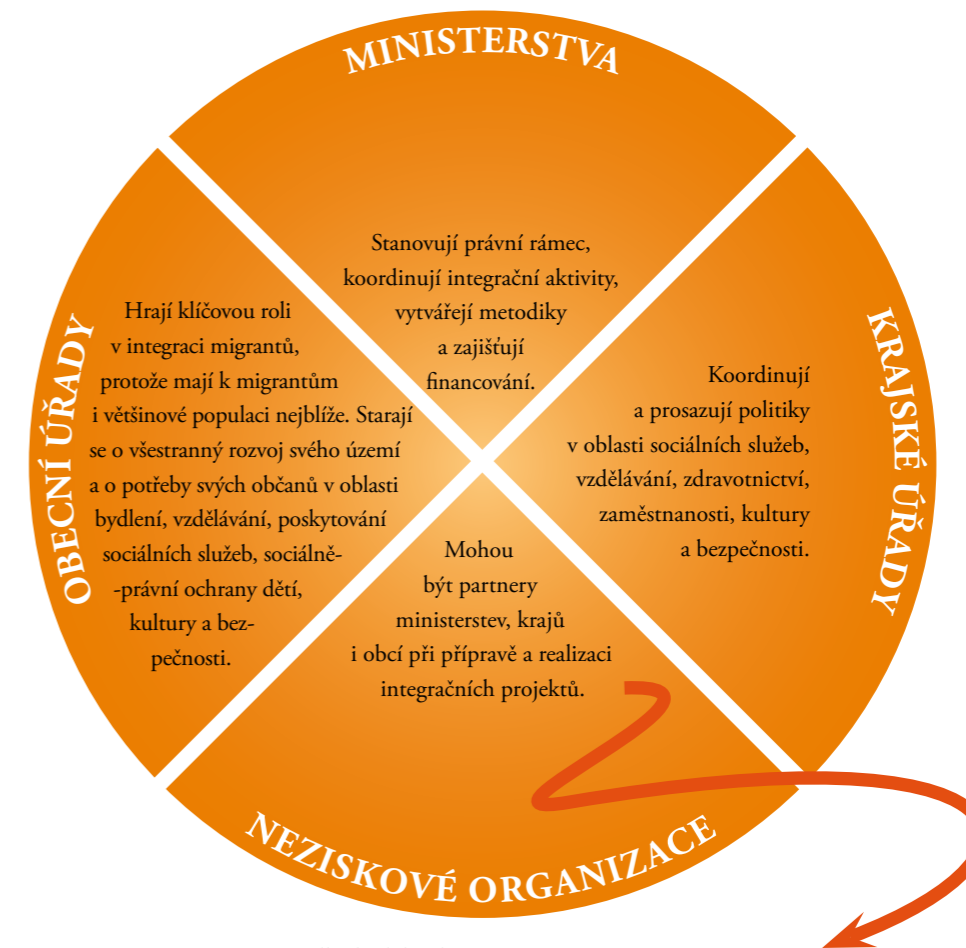 MINISTERSTVA
Stanovují právní rámec,
koordinují integrační aktivity,
vytvářejí metodiky
a zajišťují
financování.
OBECNÍ ÚŘADY
Hrají klíčovou roli
v integraci migrantů,
protože mají k migrantům
i většinové populaci nejblíže. Starají
se o všestranný rozvoj svého území
a o potřeby svých občanů v oblasti
bydlení, vzdělávání, poskytování
sociálních služeb, sociálně-
-právní ochrany dětí,
kultury a bez-
pečnosti.
KRAJSKÉ ÚŘADY
Koordinují
a prosazují politiky
v oblasti sociálních služeb,
vzdělávání, zdravotnictví,
zaměstnanosti, kultury
a bezpečnosti.
Mohou
být partnery
ministerstev, krajů
i obcí při přípravě a realizaci
integračních projektů.
NEZISKOVÉ ORGANIZACE